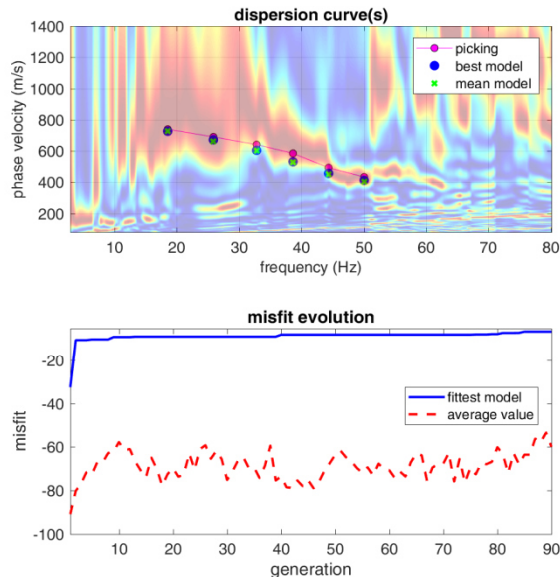 dispersion curve(s)
1400
1200
1000
800
600
400
200
phase velocity (m/s)
picking
best model
mean model
10 20 30 40 50 60 70 80
frequency (Hz)
misfit evolution
-20
-40
-60
-80
-100
misfit
fittest model
average value
10 20 30 40 50 60 70 80 90
generation